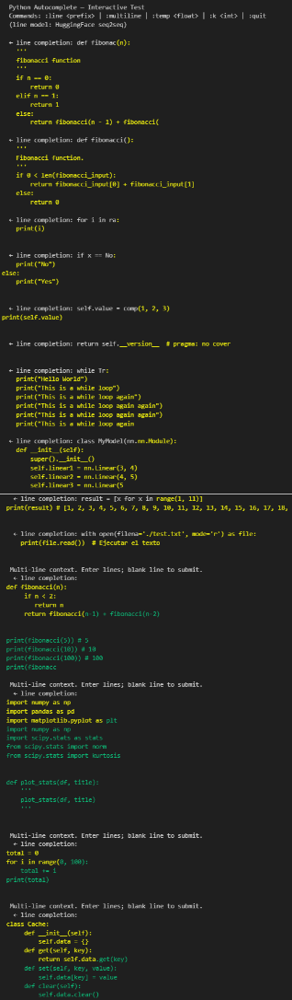 Python Autocomplete — Interactive Test
Commands: :line <prefix> | :multiline | :temp <float> | :k <int> | :quit
(line model: HuggingFace seq2seq)
← line completion: def fibonac(n):
'''
fibonacci function
'''
if n == 0:
return 0
elif n == 1:
return 1
else:
return fibonacci(n - 1) + fibonacci(
← line completion: def fibonacci():
'''
Fibonacci function.
'''
if 0 < len(fibonacci_input):
return fibonacci_input[0] + fibonacci_input[1]
else:
return 0
← line completion: for i in ra:
print(i)
← line completion: if x == No:
print("No")
else:
print("Yes")
← line completion: self.value = comp(1, 2, 3)
print(self.value)
← line completion: return self.__version__  # pragma: no cover
← line completion: while Tr:
print("Hello World")
print("This is a while loop")
print("This is a while loop again")
print("This is a while loop again again")
print("This is a while loop again again")
print("This is a while loop again
← line completion: class MyModel(nn.nn.Module):
def __init__(self):
super().__init__()
self.linear1 = nn.Linear(3, 4)
self.linear2 = nn.Linear(4, 5)
self.linear3 = nn.Linear(5
← line completion: result = [x for x in range(1, 11)]
print(result) # [1, 2, 3, 4, 5, 6, 7, 8, 9, 10, 11, 12, 13, 14, 15, 16, 17, 18,
← line completion: with open(filena='./test.txt', mode='r') as file:
print(file.read())  # Ejecutar el texto
Multi-line context. Enter lines; blank line to submit.
← line completion:
def fibonacci(n):
if n < 2:
return n
return fibonacci(n-1) + fibonacci(n-2)
print(fibonacci(5)) # 5
print(fibonacci(10)) # 10
print(fibonacci(100)) # 100
print(fibonacc
Multi-line context. Enter lines; blank line to submit.
← line completion:
import numpy as np
import pandas as pd
import matplotlib.pyplot as plt
import numpy as np
import scipy.stats as stats
from scipy.stats import norm
from scipy.stats import kurtosis
def plot_stats(df, title):
'''
plot_stats(df, title)
'''
Multi-line context. Enter lines; blank line to submit.
← line completion:
total = 0
for i in range(0, 100):
total += i
print(total)
Multi-line context. Enter lines; blank line to submit.
← line completion:
class Cache:
def __init__(self):
self.data = {}
def get(self, key):
return self.data.get(key)
def set(self, key, value):
self.data[key] = value
def clear(self):
self.data.clear()